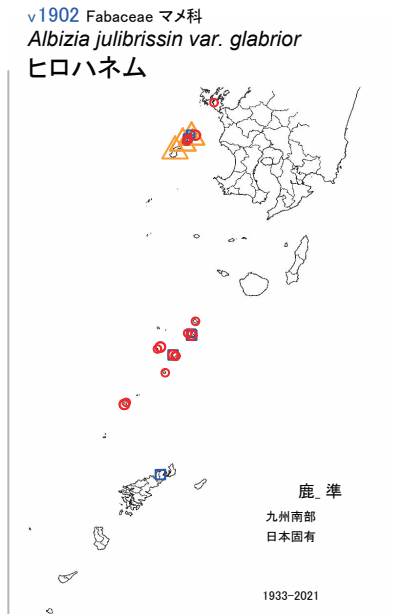 v1902 Fabaceae マメ科
Albizia julibrissin var. glabrior
ヒロハネム
鹿_ 準
九州南部
日本固有
1933-2021